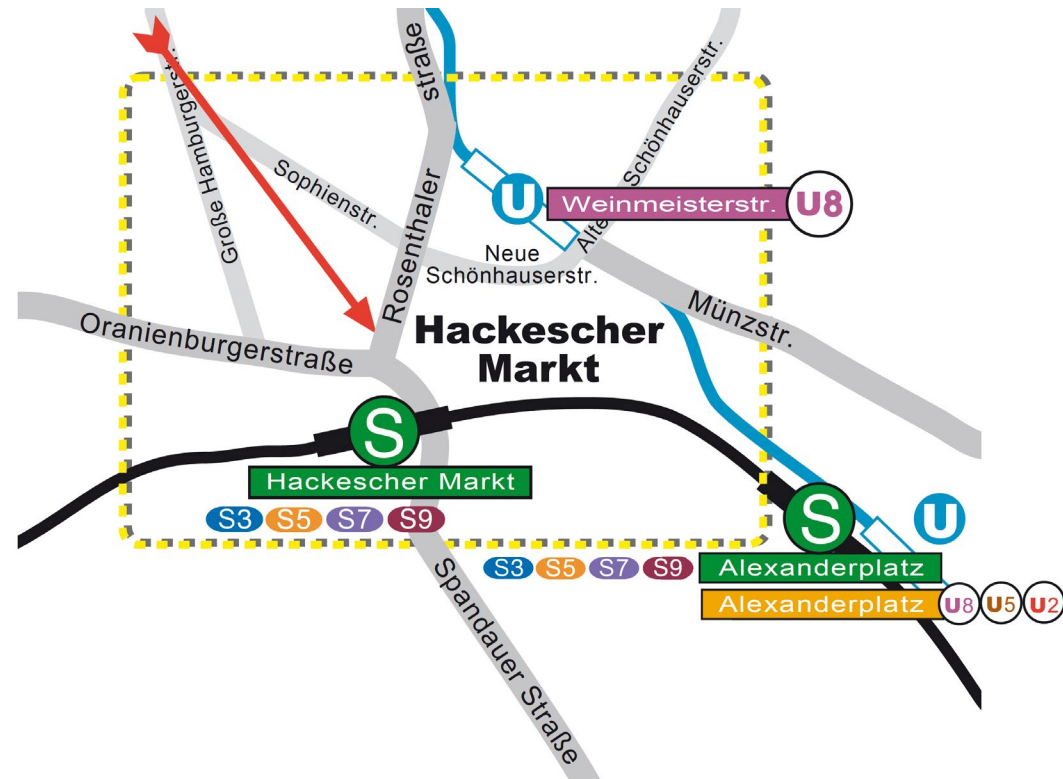 straße
Große Hamburgerstr.
Sophienstr.
Rosenthaler
Alte Schönhauserstr.
U
Weinmeisterstr. U8
Neue
Schönhauserstr.
Münzstr.
Oranienburgerstraße
Hackescher
Markt
S
Hackescher Markt
S3 S5 S7 S9
S
U
S3 S5 S7 S9 Alexanderplatz
Alexanderplatz U8 U5 U2
Spandauer Straße